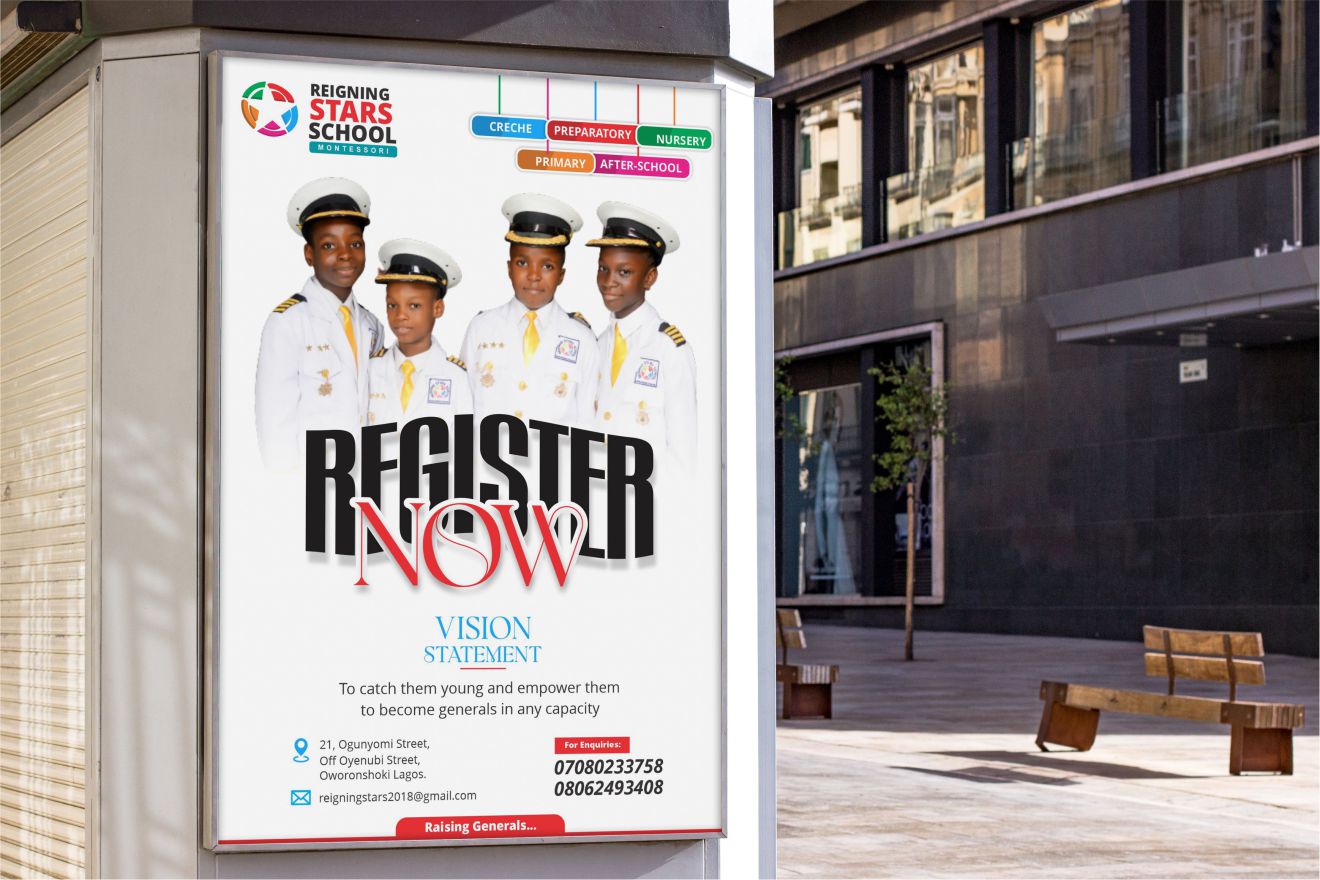 REIGNING
STARS
SCHOOL
MONTESSORI
CRECHE
PREPARATORY
NURSERY
PRIMARY
AFTER-SCHOOL
REGISTER
NOW
VISION
STATEMENT
To catch them young and empower them
to become generals in any capacity
21, Ogunyomi Street,
Off Oyenubi Street,
Oworonshoki Lagos.
reigningstars2018@gmail.com
For Enquiries:
07080233758
08062493408
Raising Generals...